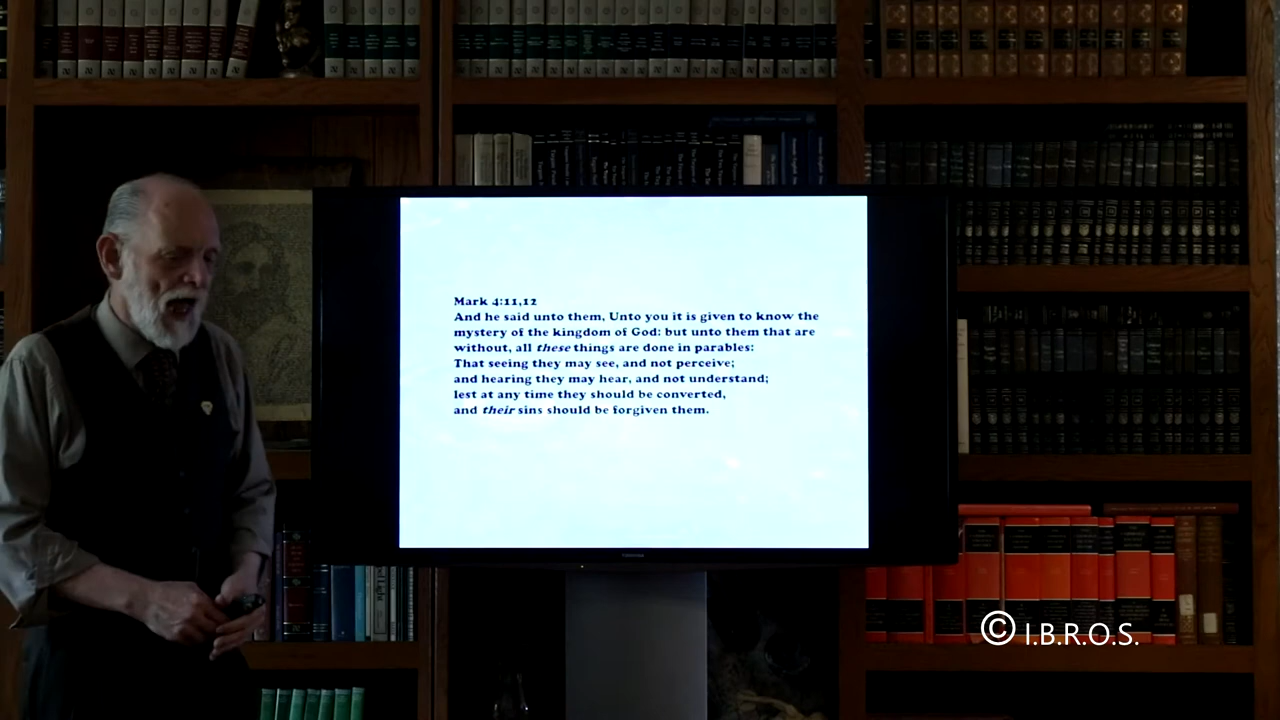 Mark 4:11,12
And he said unto them, Unto you it is given to know the
mystery of the kingdom of God: but unto them that are
without, all these things are done in parables:
That seeing they may see, and not perceive;
and hearing they may hear, and not understand;
lest at any time they should be converted,
and their sins should be forgiven them.
© I.B.R.O.S.